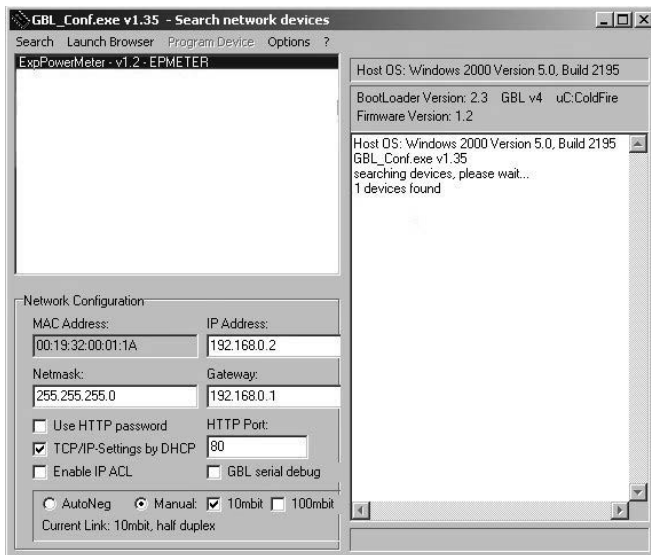 GBL_Conf.exe v1.35 - Search network devices
Search Launch Browser Program Device Options ?
ExpPowerMeter - v1.2 - EPMETER
Host OS: Windows 2000 Version 5.0, Build 2195
BootLoader Version: 2.3 GBL v4 uC:ColdFire
Firmware Version: 1.2
Host OS: Windows 2000 Version 5.0, Build 2195
GBL_Conf.exe v1.35
searching devices, please wait...
1 devices found
Network Configuration
MAC Address: IP Address:
00:19:32:00:01:1A 192.168.0.2
Netmask: Gateway:
255.255.255.0 192.168.0.1
Use HTTP password HTTP Port:
TCP/IP-Settings by DHCP 80
Enable IP ACL GBL serial debug
AutoNeg Manual: 10mbit 100mbit
Current Link: 10mbit, half duplex